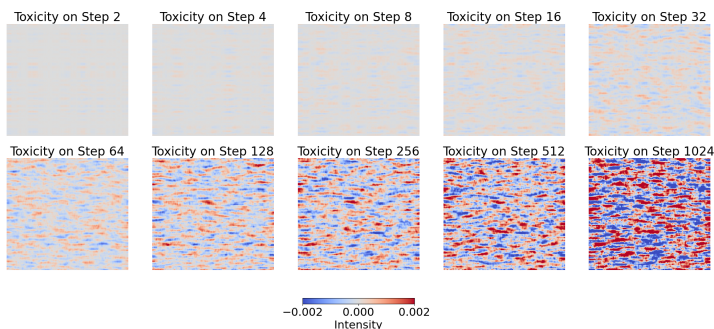 Toxicity on Step 2 Toxicity on Step 4 Toxicity on Step 8 Toxicity on Step 16 Toxicity on Step 32
Toxicity on Step 64 Toxicity on Step 128 Toxicity on Step 256 Toxicity on Step 512 Toxicity on Step 1024
−0.002 0.000 0.002
Intensity